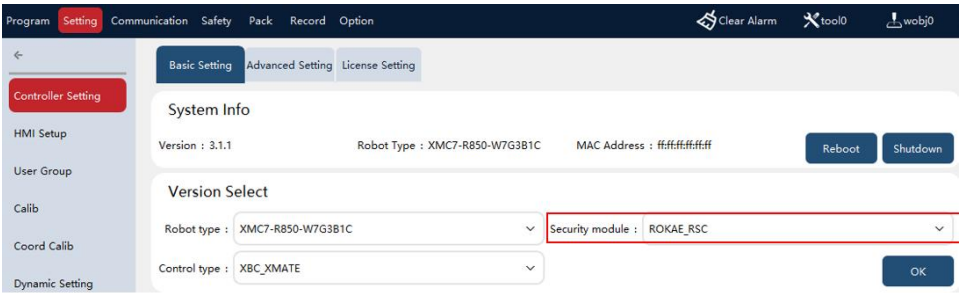 Program Setting Communication Safety Pack Record Option Clear Alarm tool0 wobj0
Basic Setting Advanced Setting License Setting
Controller Setting
System Info
HMI Setup
Version : 3.1.1 Robot Type : XMC7-R850-W7G3B1C MAC Address : ff:ff:ff:ff:ff:ff Reboot Shutdown
User Group
Version Select
Calib
Robot type : XMC7-R850-W7G3B1C Security module : ROKAE_RSC
Coord Calib
Control type : XBC_XMATE OK
Dynamic Setting